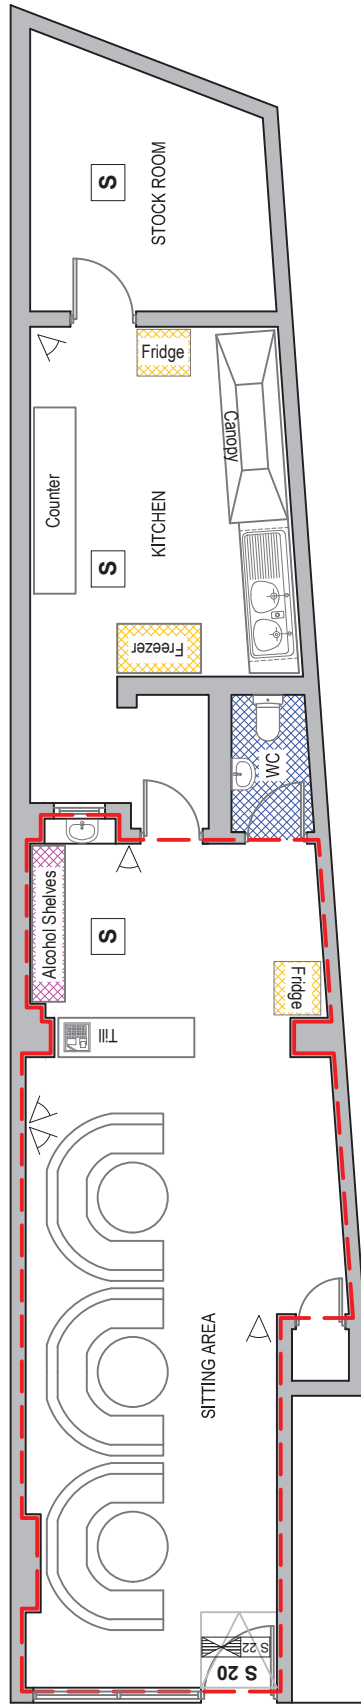 S
STOCK ROOM
Fridge
Counter
Canopy
S
KITCHEN
Freezer
WC
Alcohol Shelves
S
Fridge
Till
SITTING AREA
S 20
S 22